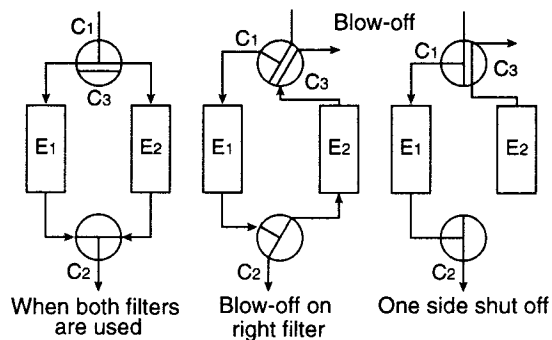 Blow-off
C1
C3
E1
E2
C2
When both filters
are used
C1
C3
E1
E2
C2
Blow-off on
right filter
C1
C3
E1
E2
C2
One side shut off